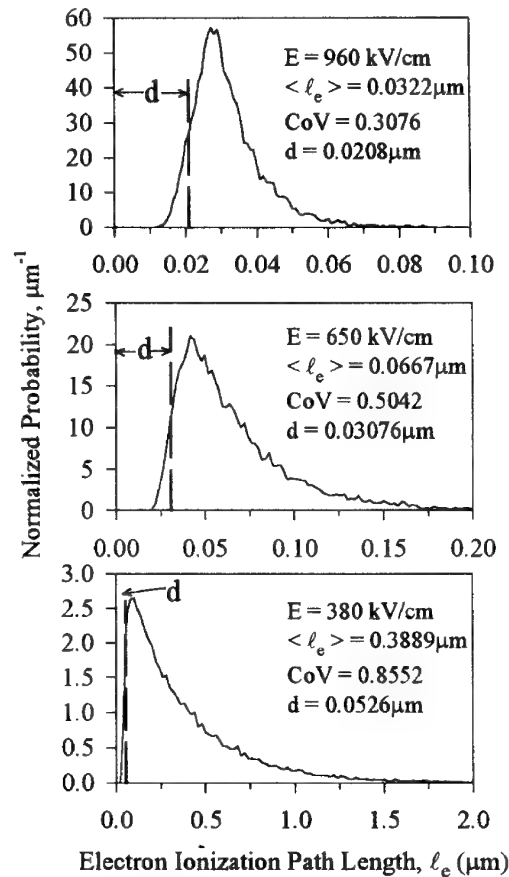 60
50
40
30
20
10
0
d
E = 960 kV/cm
< ℓe > = 0.0322μm
CoV = 0.3076
d = 0.0208μm
0.00 0.02 0.04 0.06 0.08 0.10
Normalized Probability, μm⁻¹
25
20
15
10
5
0
d
E = 650 kV/cm
< ℓe > = 0.0667μm
CoV = 0.5042
d = 0.03076μm
0.00 0.05 0.10 0.15 0.20
3.0
2.5
2.0
1.5
1.0
0.5
0.0
d
E = 380 kV/cm
< ℓe > = 0.3889μm
CoV = 0.8552
d = 0.0526μm
0.0 0.5 1.0 1.5 2.0
Electron Ionization Path Length, ℓe (μm)